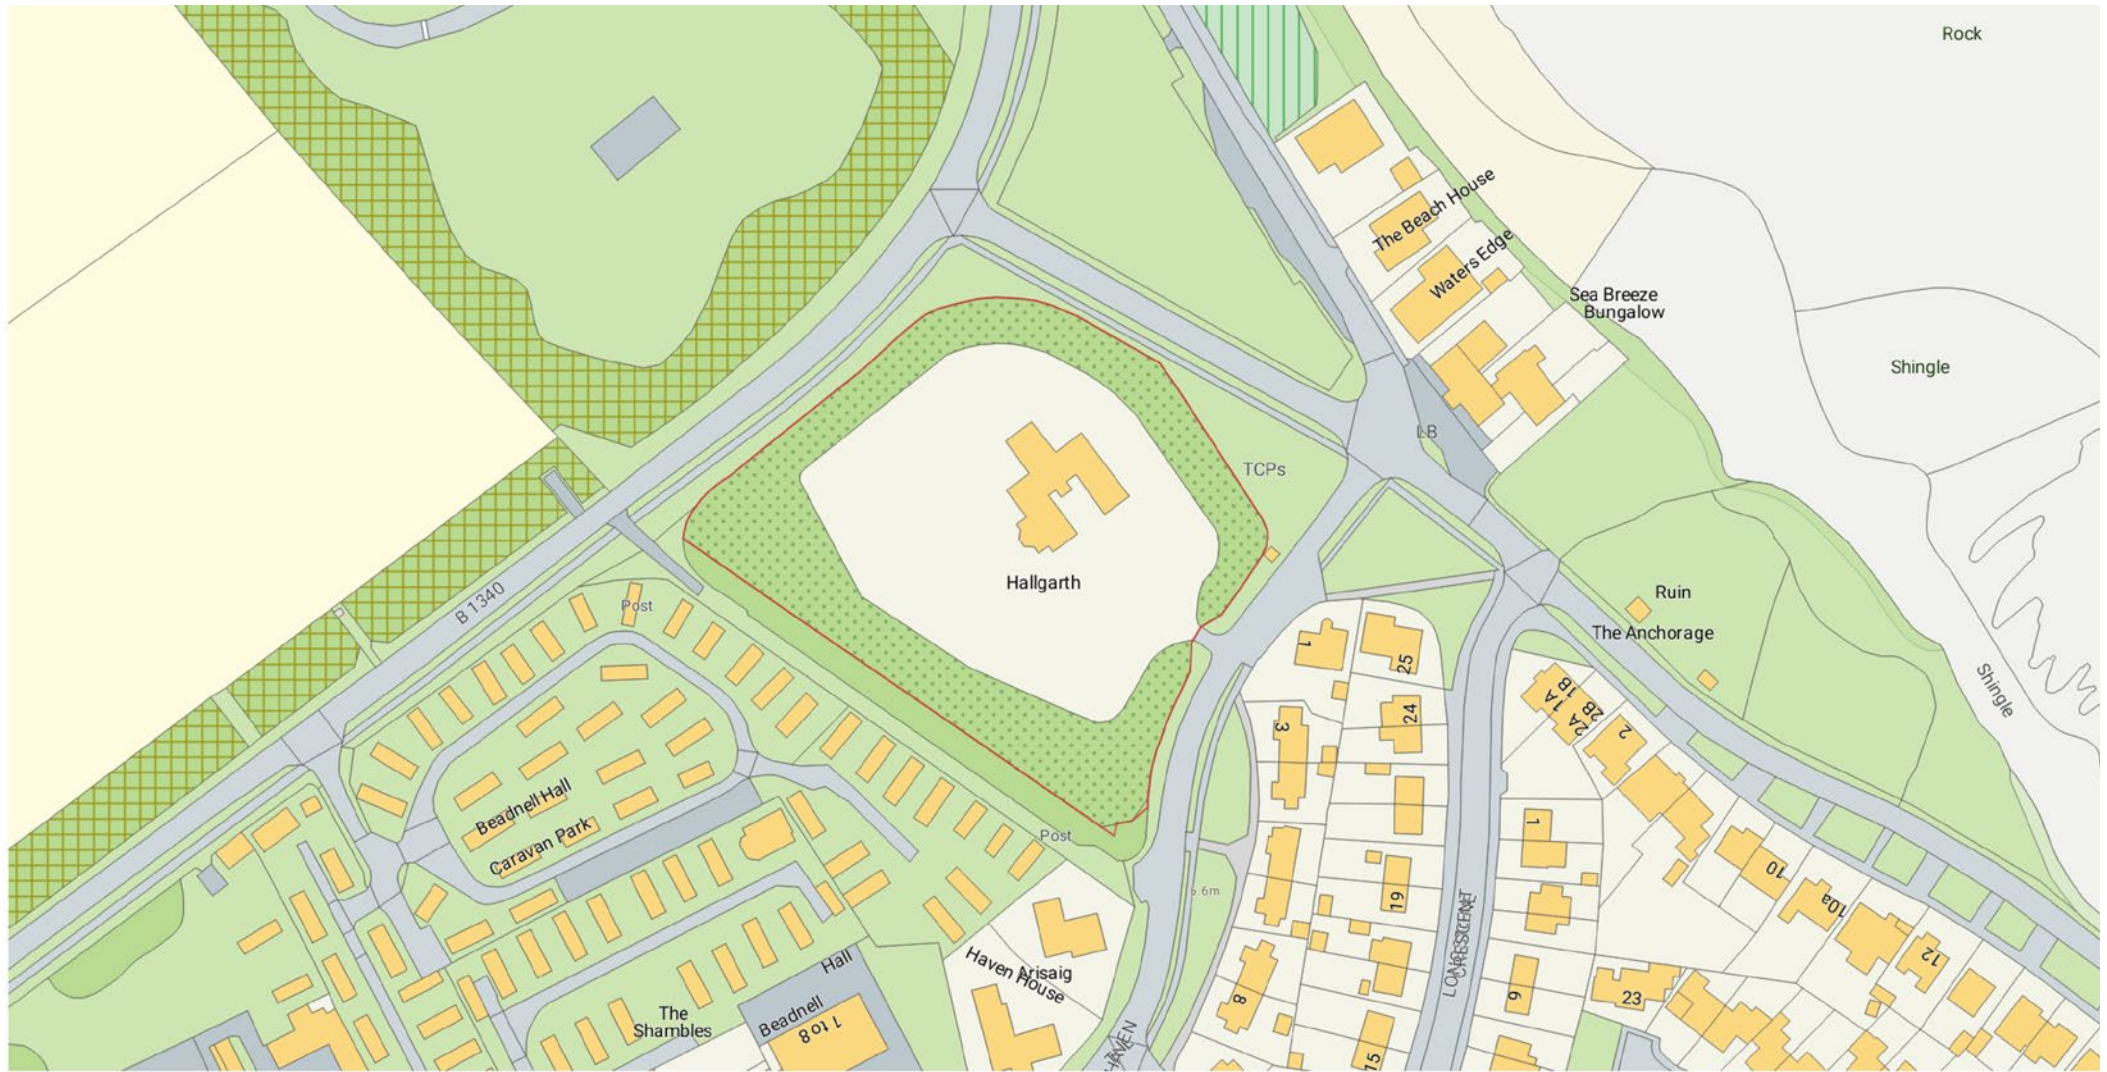 Rock
The Beach House
Waters Edge
Sea Breeze
Bungalow
Shingle
LB
TCPs
Hallgarth
B 1340
Post
Ruin
The Anchorage
Shingle
1
25
24
3
1A
1B
2A
2B
2
Beadnell Hall
Caravan Park
Post
1
10
10a
12
19
6.6m
Haven
House
Arisaig
8
9
23
15
The
Shambles
Beadnell
Hall
1 to 8
HAVEN
CRESCENT